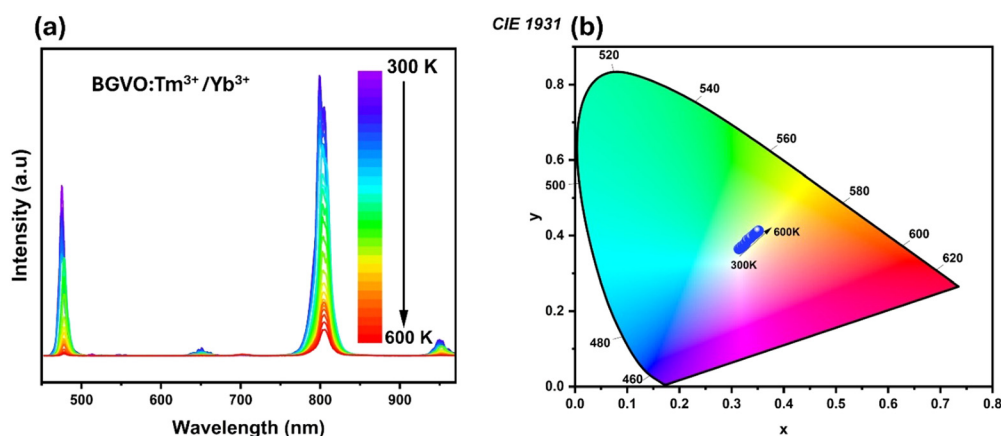 (a)
BGVO:Tm³⁺/Yb³⁺
300 K
600 K
Intensity (a.u)
500 600 700 800 900
Wavelength (nm)
CIE 1931 (b)
0.8
0.6
0.4
0.2
0.0
y
520
540
560
500
580
600
620
480
460
600K
300K
0.0 0.1 0.2 0.3 0.4 0.5 0.6 0.7 0.8
x